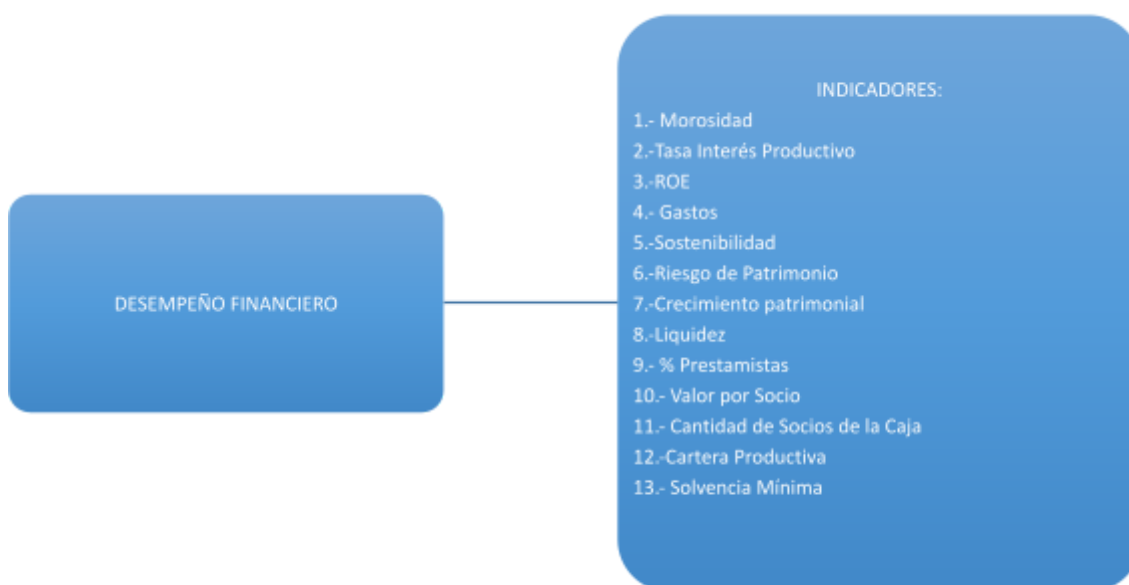 DESEMPEÑO FINANCIERO
INDICADORES:
1.- Morosidad
2.-Tasa Interés Productivo
3.-ROE
4.- Gastos
5.-Sostenibilidad
6.-Riesgo de Patrimonio
7.-Crecimiento patrimonial
8.-Liquidez
9.- % Prestamistas
10.- Valor por Socio
11.- Cantidad de Socios de la Caja
12.-Cartera Productiva
13.- Solvencia Mínima